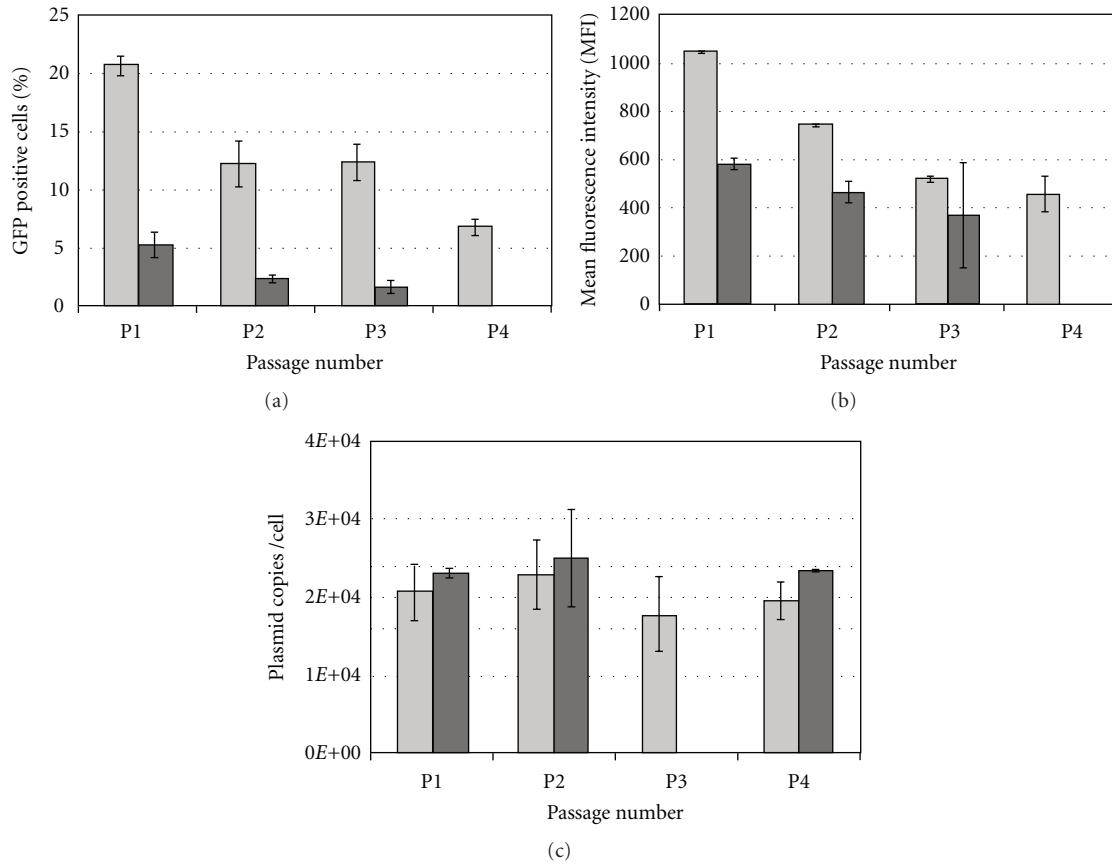 GFP positive cells (%)
25
20
15
10
5
0
P1 P2 P3 P4
Passage number
(a)
Mean fluorescence intensity (MFI)
1200
1000
800
600
400
200
0
P1 P2 P3 P4
Passage number
(b)
Plasmid copies /cell
4E+04
3E+04
2E+04
1E+04
0E+00
P1 P2 P3 P4
Passage number
(c)